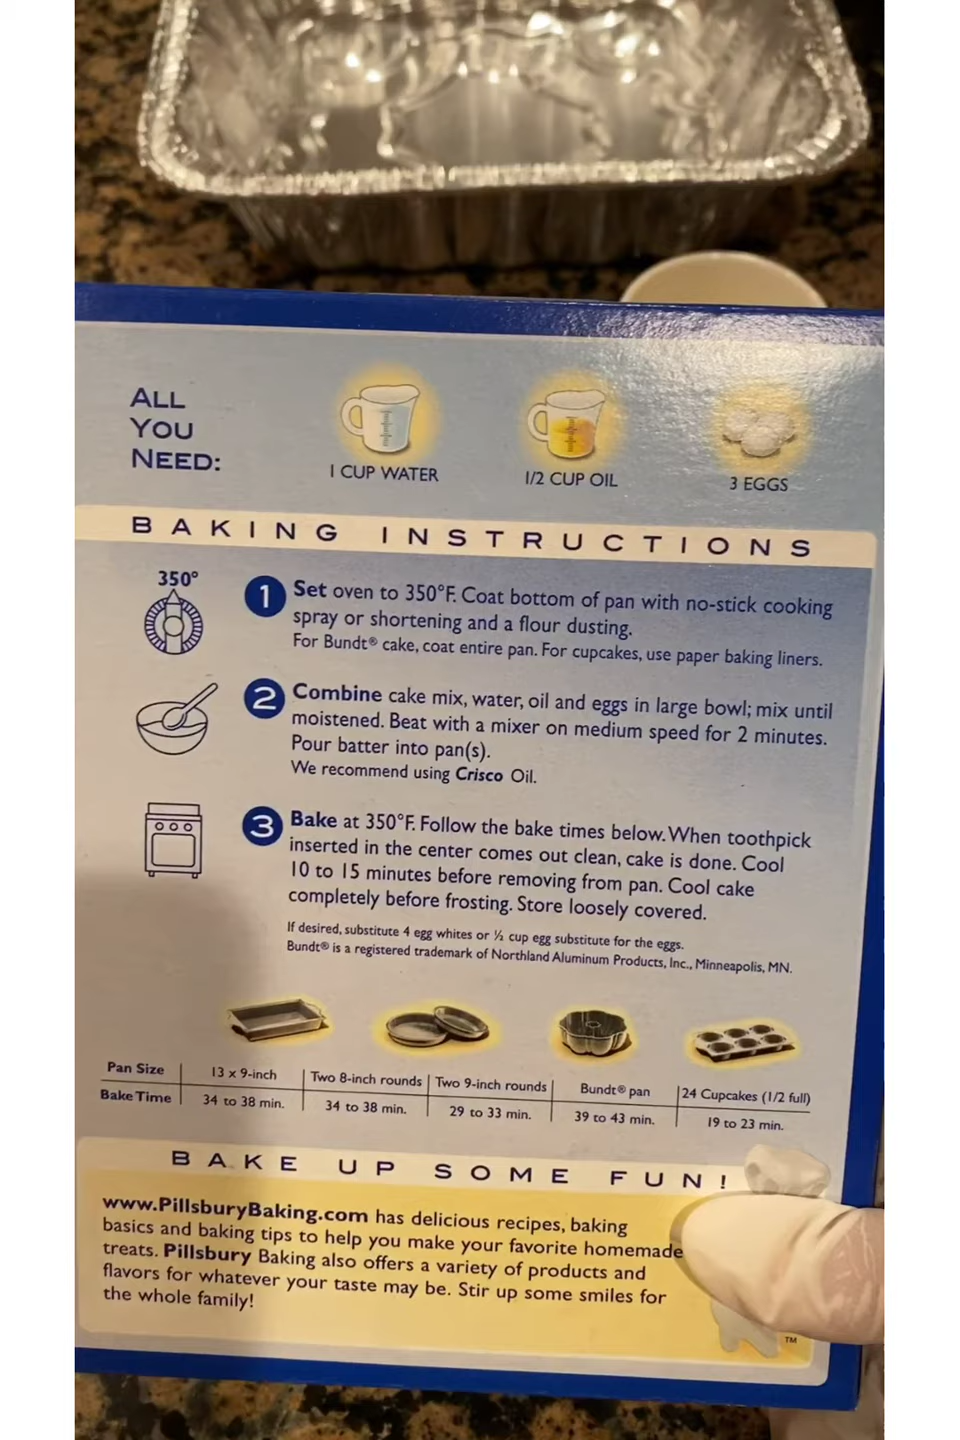 ALL
YOU
NEED:
1 CUP WATER
1/2 CUP OIL
3 EGGS
BAKING INSTRUCTIONS
350°
1 Set oven to 350°F. Coat bottom of pan with no-stick cooking
spray or shortening and a flour dusting.
For Bundt® cake, coat entire pan. For cupcakes, use paper baking liners.
2 Combine cake mix, water, oil and eggs in large bowl; mix until
moistened. Beat with a mixer on medium speed for 2 minutes.
Pour batter into pan(s).
We recommend using Crisco Oil.
3 Bake at 350°F. Follow the bake times below. When toothpick
inserted in the center comes out clean, cake is done. Cool
10 to 15 minutes before removing from pan. Cool cake
completely before frosting. Store loosely covered.
If desired, substitute 4 egg whites or ½ cup egg substitute for the eggs.
Bundt® is a registered trademark of Northland Aluminum Products, Inc., Minneapolis, MN.
Pan Size 13 x 9-inch Two 8-inch rounds Two 9-inch rounds Bundt® pan 24 Cupcakes (1/2 full)
Bake Time 34 to 38 min. 34 to 38 min. 29 to 33 min. 39 to 43 min. 19 to 23 min.
BAKE UP SOME FUN!
www.PillsburyBaking.com has delicious recipes, baking
basics and baking tips to help you make your favorite homemade
treats. Pillsbury Baking also offers a variety of products and
flavors for whatever your taste may be. Stir up some smiles for
the whole family!
TM